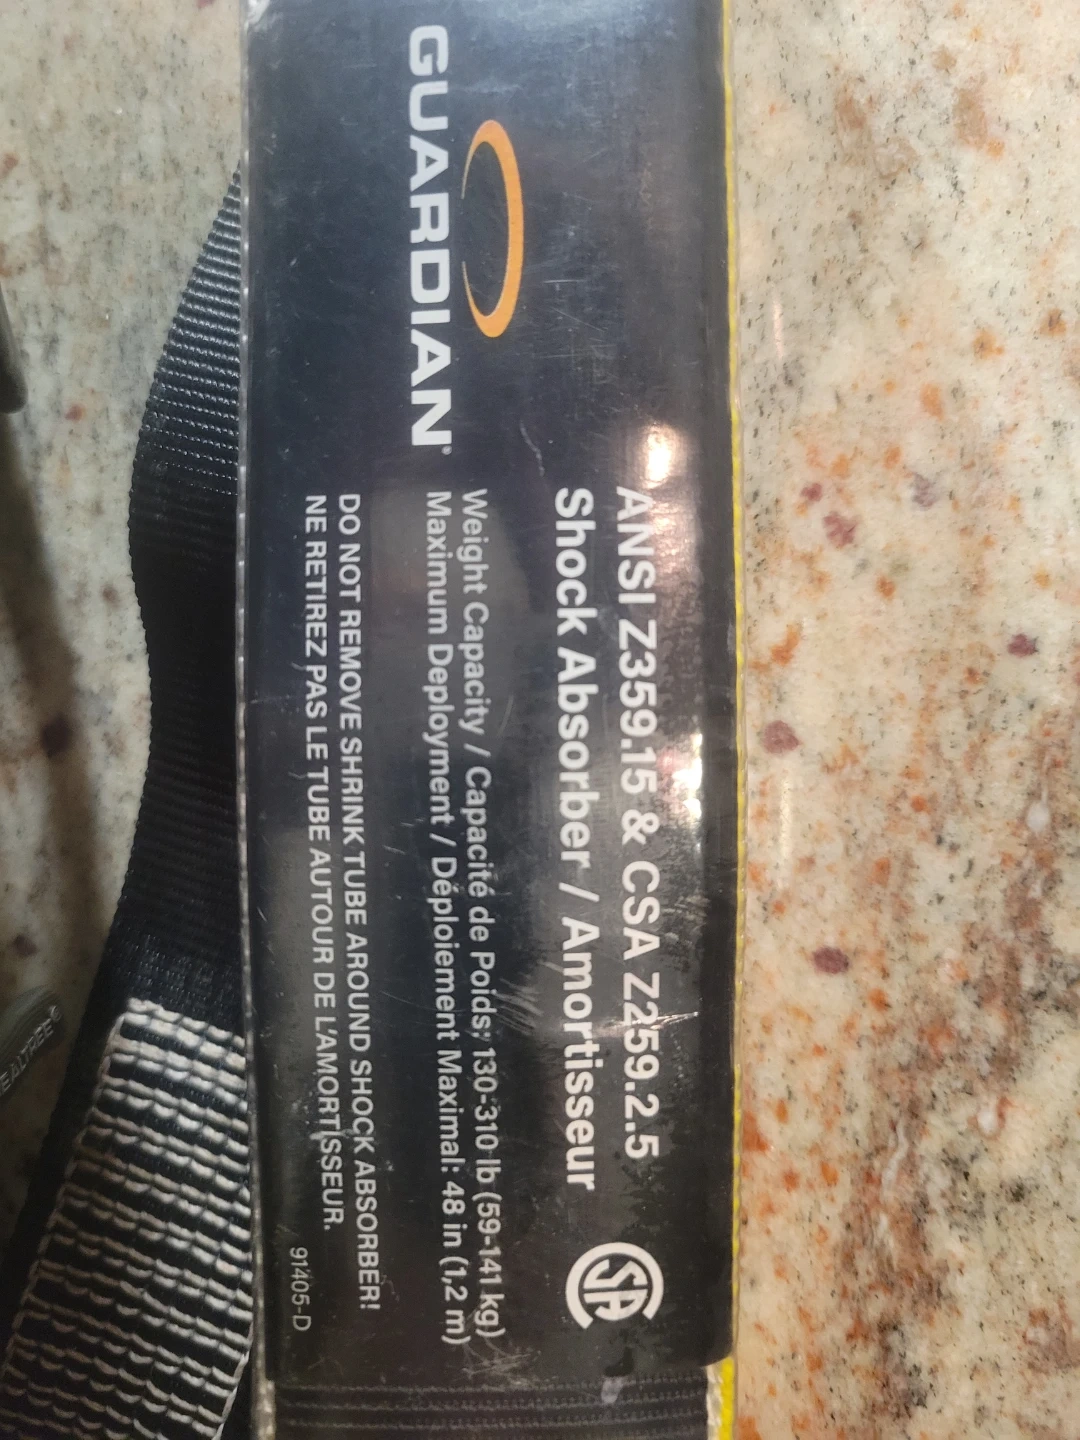 GUARDIAN®
ANSI Z359.15 & CSA Z259.2.5
Shock Absorber / Amortisseur
CSA
Weight Capacity / Capacité de Poids: 130-310 lb (59-141 kg)
Maximum Deployment / Déploiement Maximal: 48 in (1,2 m)
DO NOT REMOVE SHRINK TUBE AROUND SHOCK ABSORBER!
NE RETIREZ PAS LE TUBE AUTOUR DE L'AMORTISSEUR.
91405-D